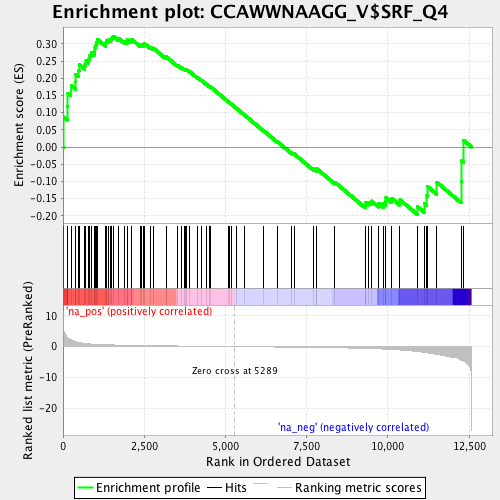 Enrichment plot: CCAWWNAAGG_V$SRF_Q4
Enrichment score (ES)
0.30
0.25
0.20
0.15
0.10
0.05
0.00
-0.05
-0.10
-0.15
-0.20
'na_pos' (positively correlated)
Ranked list metric (PreRanked)
10
5
0
-5
-10
-20
Zero cross at 5289
'na_neg' (negatively correlated)
0
2,500
5,000
7,500
10,000
12,500
Rank in Ordered Dataset
Enrichment profile
Hits
Ranking metric scores